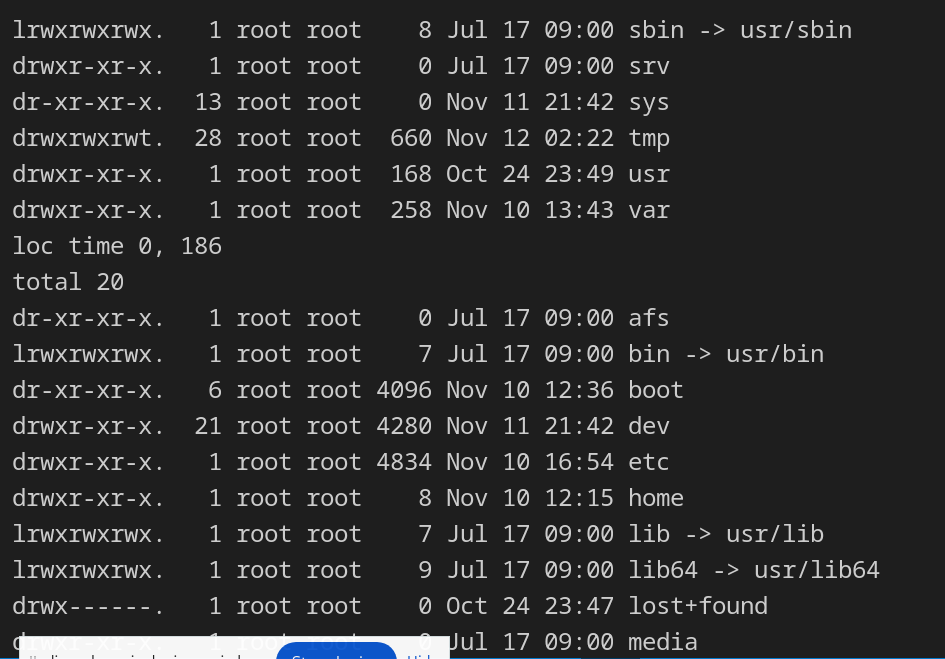 lrwxrwxrwx.   1 root root    8 Jul 17 09:00 sbin -> usr/sbin
drwxr-xr-x.   1 root root    0 Jul 17 09:00 srv
dr-xr-xr-x.  13 root root    0 Nov 11 21:42 sys
drwxrwxrwt.  28 root root  660 Nov 12 02:22 tmp
drwxr-xr-x.   1 root root  168 Oct 24 23:49 usr
drwxr-xr-x.   1 root root  258 Nov 10 13:43 var
loc time 0, 186
total 20
dr-xr-xr-x.   1 root root    0 Jul 17 09:00 afs
lrwxrwxrwx.   1 root root    7 Jul 17 09:00 bin -> usr/bin
dr-xr-xr-x.   6 root root 4096 Nov 10 12:36 boot
drwxr-xr-x.  21 root root 4280 Nov 11 21:42 dev
drwxr-xr-x.   1 root root 4834 Nov 10 16:54 etc
drwxr-xr-x.   1 root root    8 Nov 10 12:15 home
lrwxrwxrwx.   1 root root    7 Jul 17 09:00 lib -> usr/lib
lrwxrwxrwx.   1 root root    9 Jul 17 09:00 lib64 -> usr/lib64
drwx------.   1 root root    0 Oct 24 23:47 lost+found
drwxr-xr-x.   1 root root    0 Jul 17 09:00 media